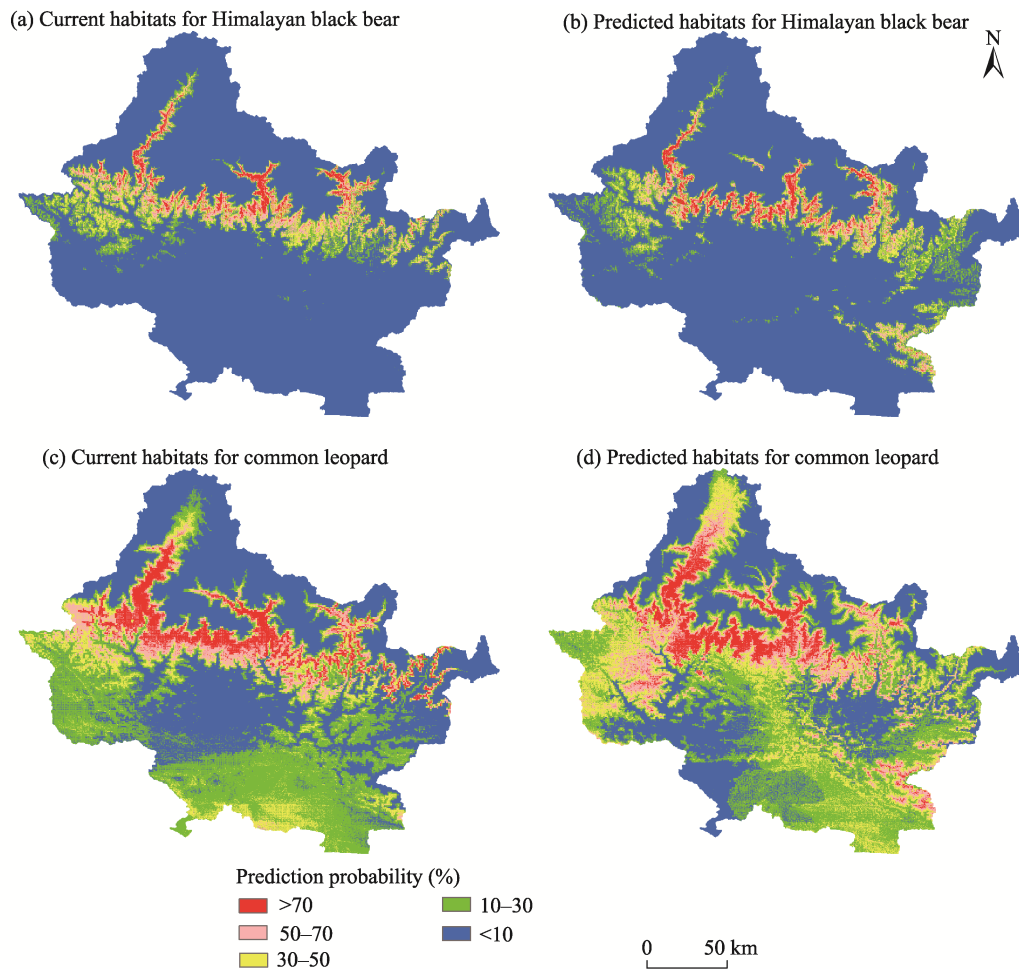 (a) Current habitats for Himalayan black bear
(b) Predicted habitats for Himalayan black bear
N
(c) Current habitats for common leopard
(d) Predicted habitats for common leopard
Prediction probability (%)
>70
10–30
50–70
<10
30–50
0 50 km